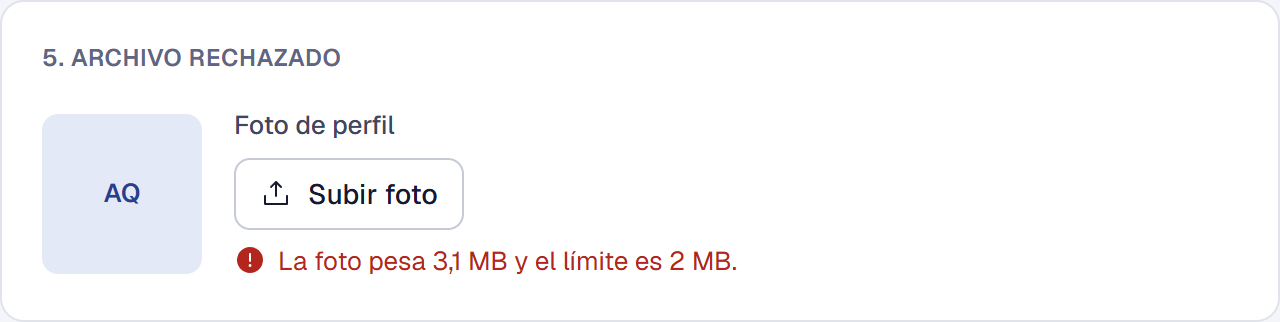 5. ARCHIVO RECHAZADO
AQ
Foto de perfil
Subir foto
La foto pesa 3,1 MB y el límite es 2 MB.